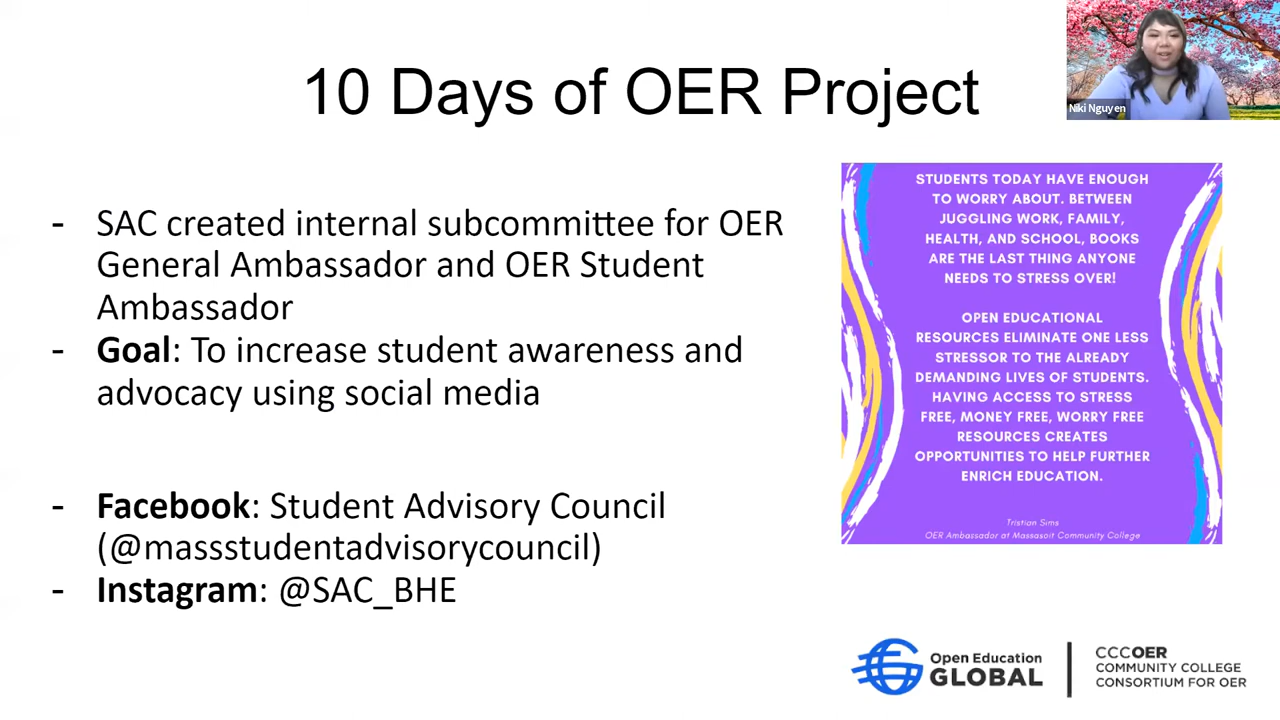 10 Days of OER Project
Niki Nguyen
- SAC created internal subcommittee for OER
General Ambassador and OER Student
Ambassador
- Goal: To increase student awareness and
advocacy using social media
- Facebook: Student Advisory Council
(@massstudentadvisorycouncil)
- Instagram: @SAC_BHE
STUDENTS TODAY HAVE ENOUGH
TO WORRY ABOUT. BETWEEN
JUGGLING WORK, FAMILY,
HEALTH, AND SCHOOL, BOOKS
ARE THE LAST THING ANYONE
NEEDS TO STRESS OVER!
OPEN EDUCATIONAL
RESOURCES ELIMINATE ONE LESS
STRESSOR TO THE ALREADY
DEMANDING LIVES OF STUDENTS.
HAVING ACCESS TO STRESS
FREE, MONEY FREE, WORRY FREE
RESOURCES CREATES
OPPORTUNITIES TO HELP FURTHER
ENRICH EDUCATION.
Tristian Sims
OER Ambassador at Massasoit Community College
Open Education
GLOBAL
CCCOER
COMMUNITY COLLEGE
CONSORTIUM FOR OER